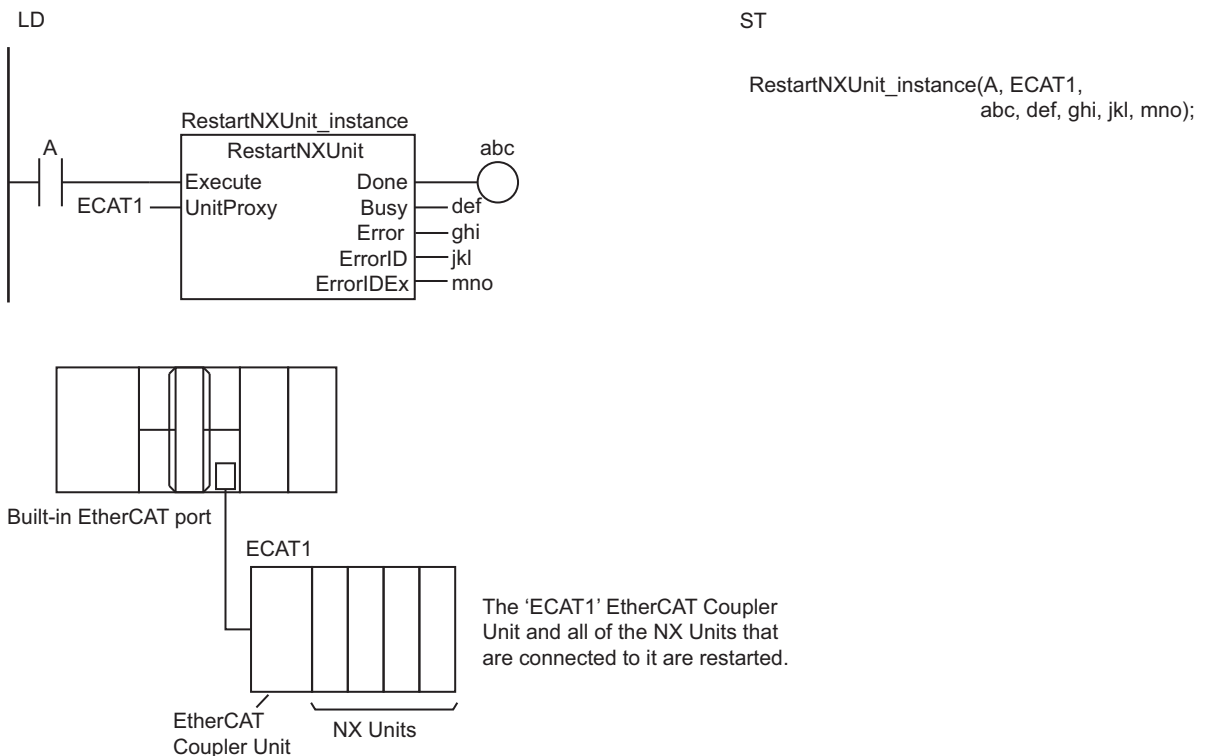 LD
ST
RestartNXUnit_instance(A, ECAT1,
abc, def, ghi, jkl, mno);
RestartNXUnit_instance
A
RestartNXUnit
abc
Execute
Done
ECAT1
UnitProxy
Busy
def
Error
ghi
ErrorID
jkl
ErrorIDEx
mno
Built-in EtherCAT port
ECAT1
The ‘ECAT1’ EtherCAT Coupler
Unit and all of the NX Units that
are connected to it are restarted.
EtherCAT
Coupler Unit
NX Units